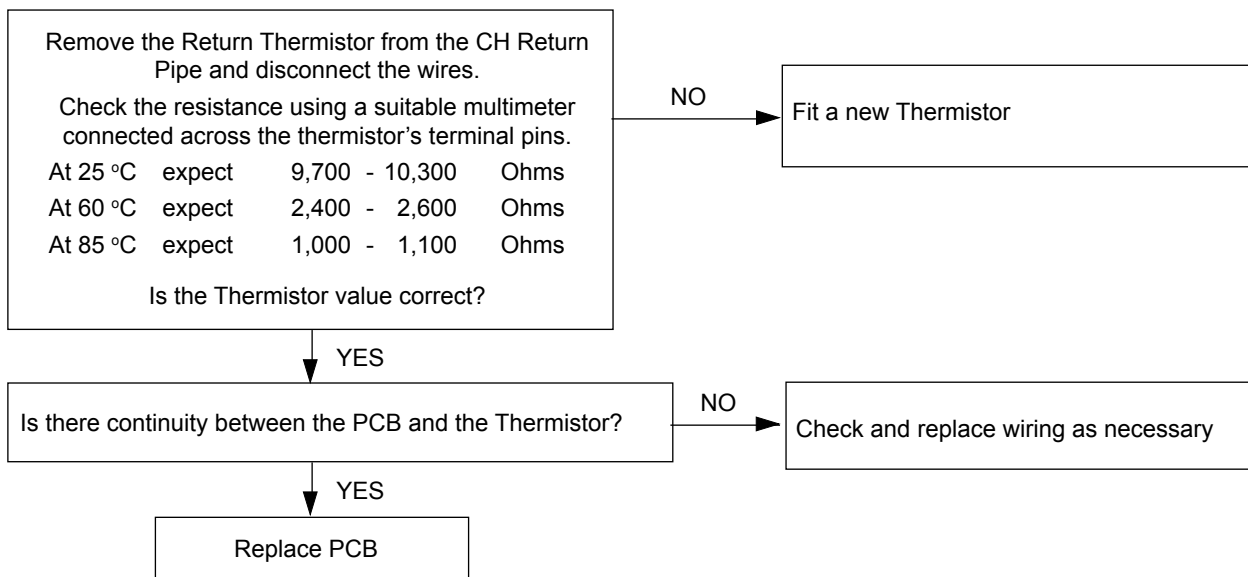 Remove the Return Thermistor from the CH Return
Pipe and disconnect the wires.
Check the resistance using a suitable multimeter
connected across the thermistor's terminal pins.
At 25 °C expect 9,700 - 10,300 Ohms
At 60 °C expect 2,400 - 2,600 Ohms
At 85 °C expect 1,000 - 1,100 Ohms
Is the Thermistor value correct?
NO
Fit a new Thermistor
YES
Is there continuity between the PCB and the Thermistor?
NO
Check and replace wiring as necessary
YES
Replace PCB